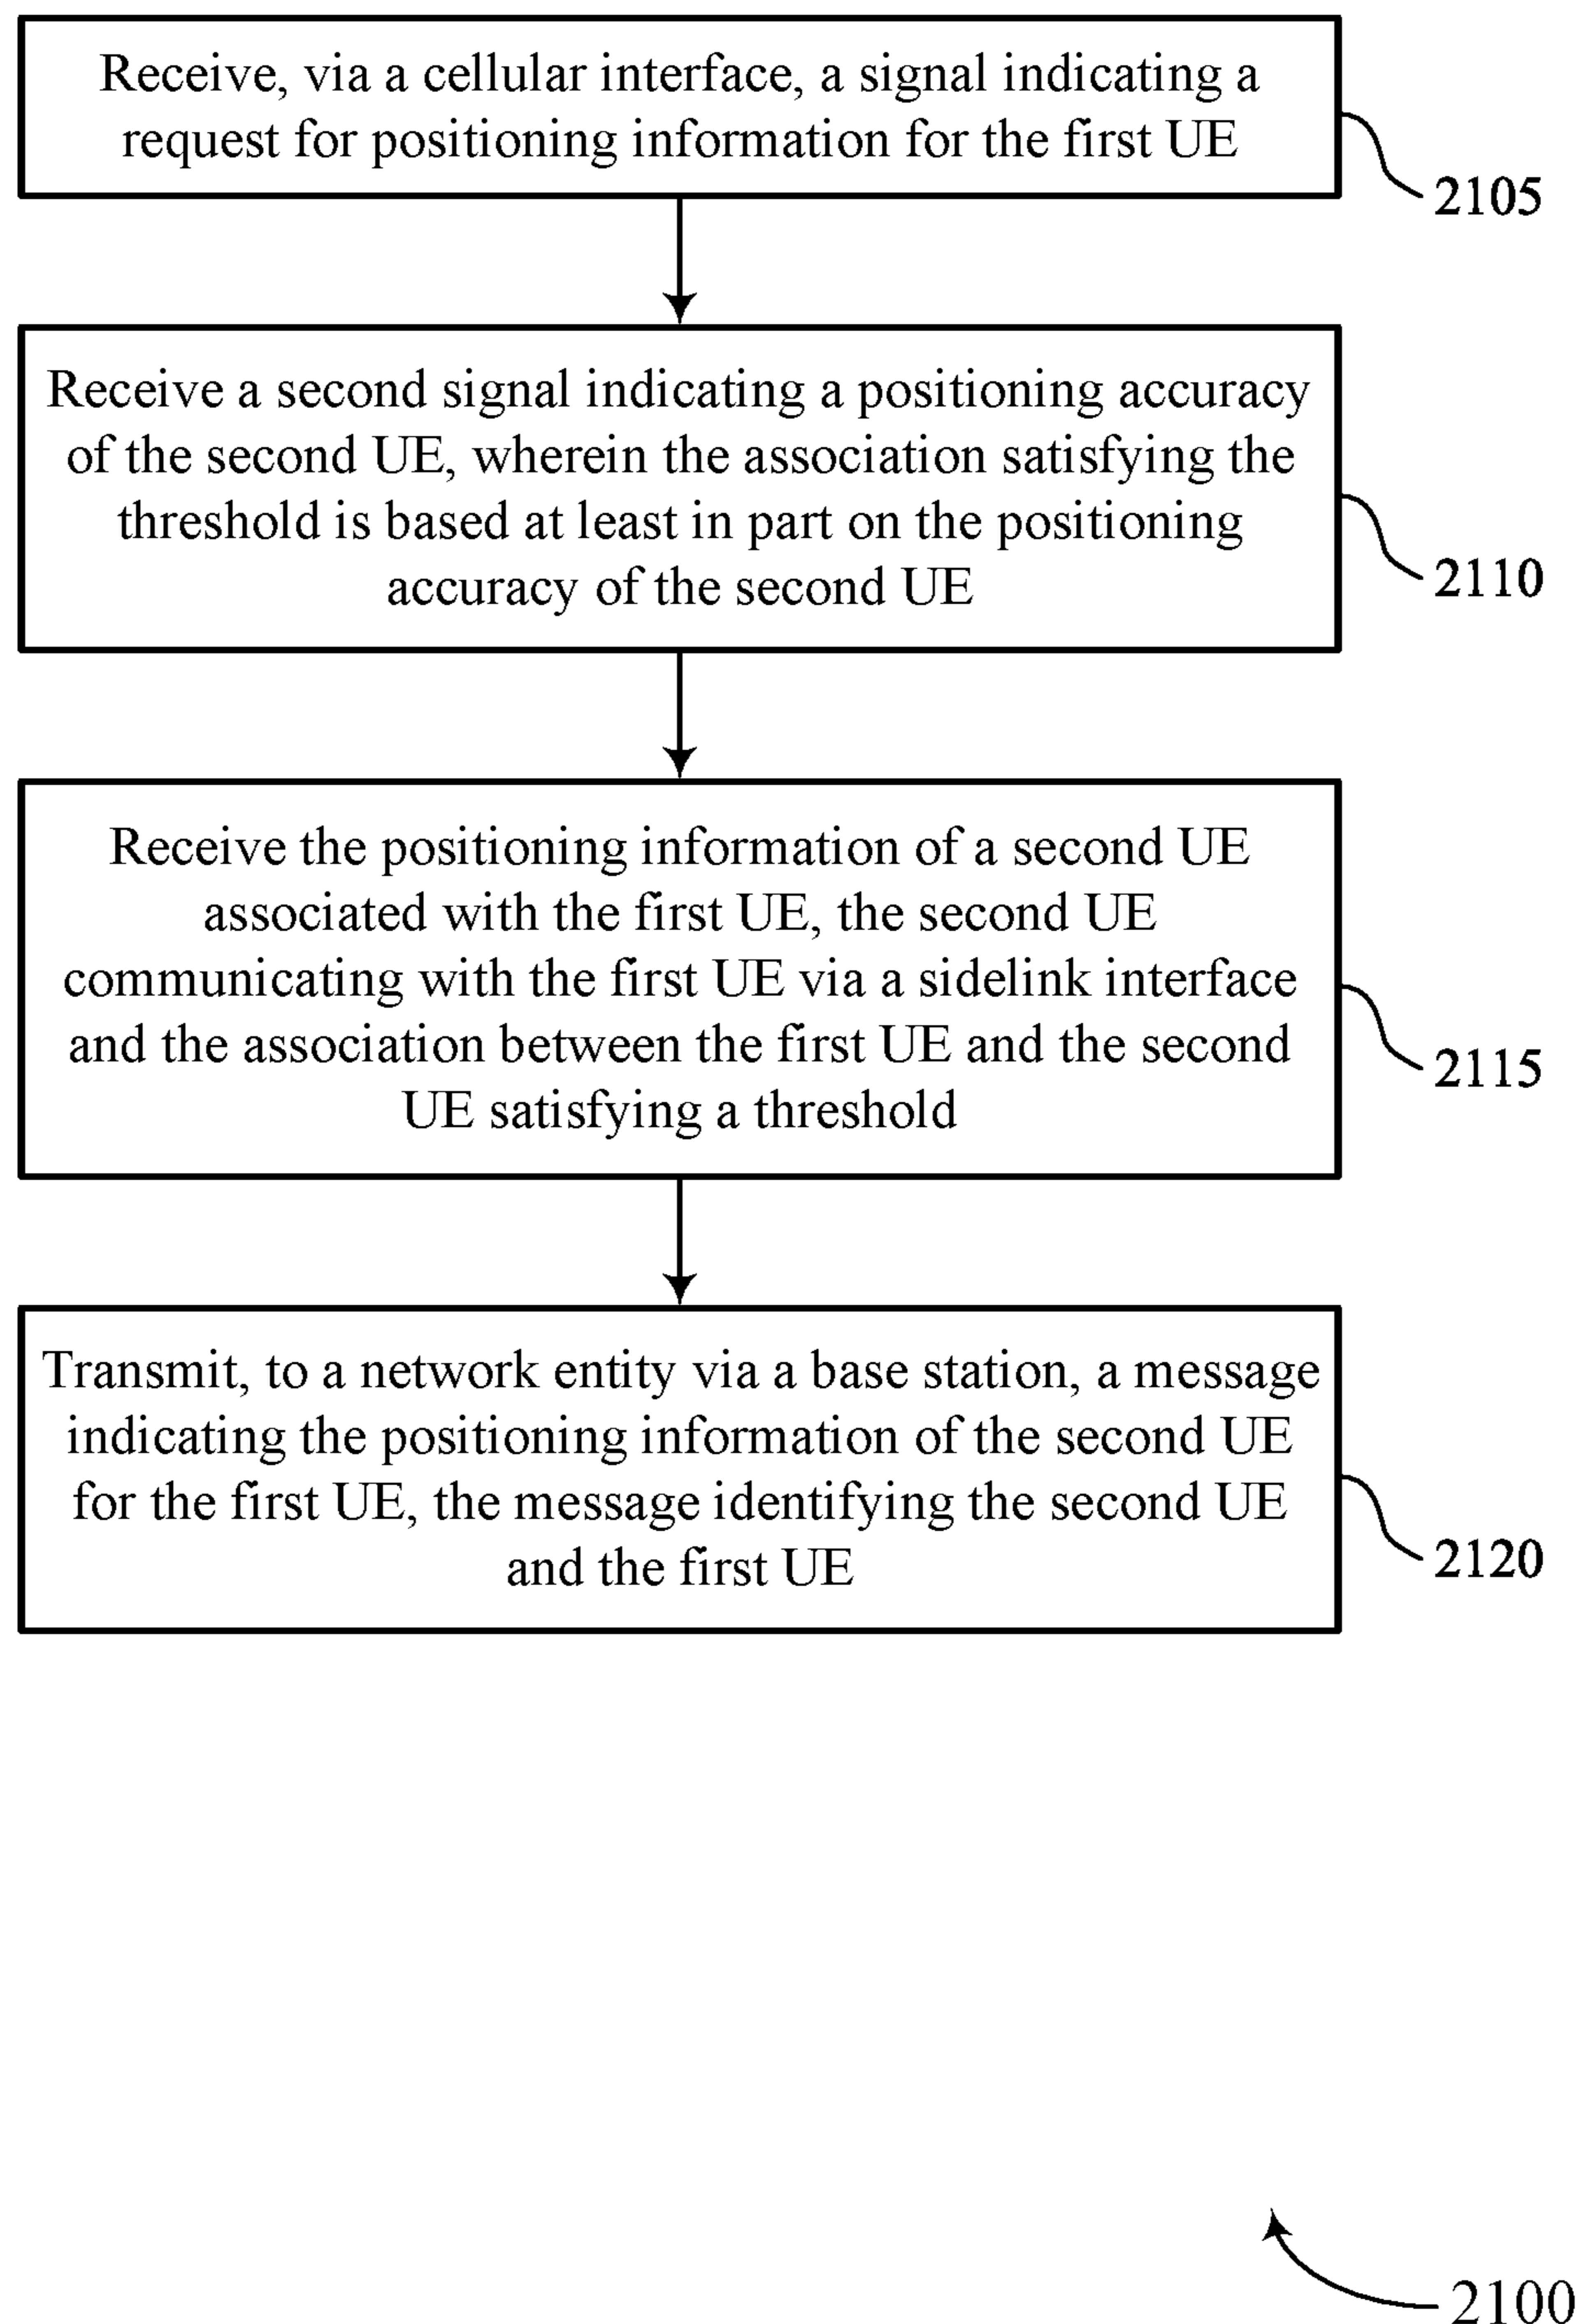 Receive, via a cellular interface, a signal indicating a
request for positioning information for the first UE
2105
Receive a second signal indicating a positioning accuracy
of the second UE, wherein the association satisfying the
threshold is based at least in part on the positioning
accuracy of the second UE
2110
Receive the positioning information of a second UE
associated with the first UE, the second UE
communicating with the first UE via a sidelink interface
and the association between the first UE and the second
UE satisfying a threshold
2115
Transmit, to a network entity via a base station, a message
indicating the positioning information of the second UE
for the first UE, the message identifying the second UE
and the first UE
2120
2100